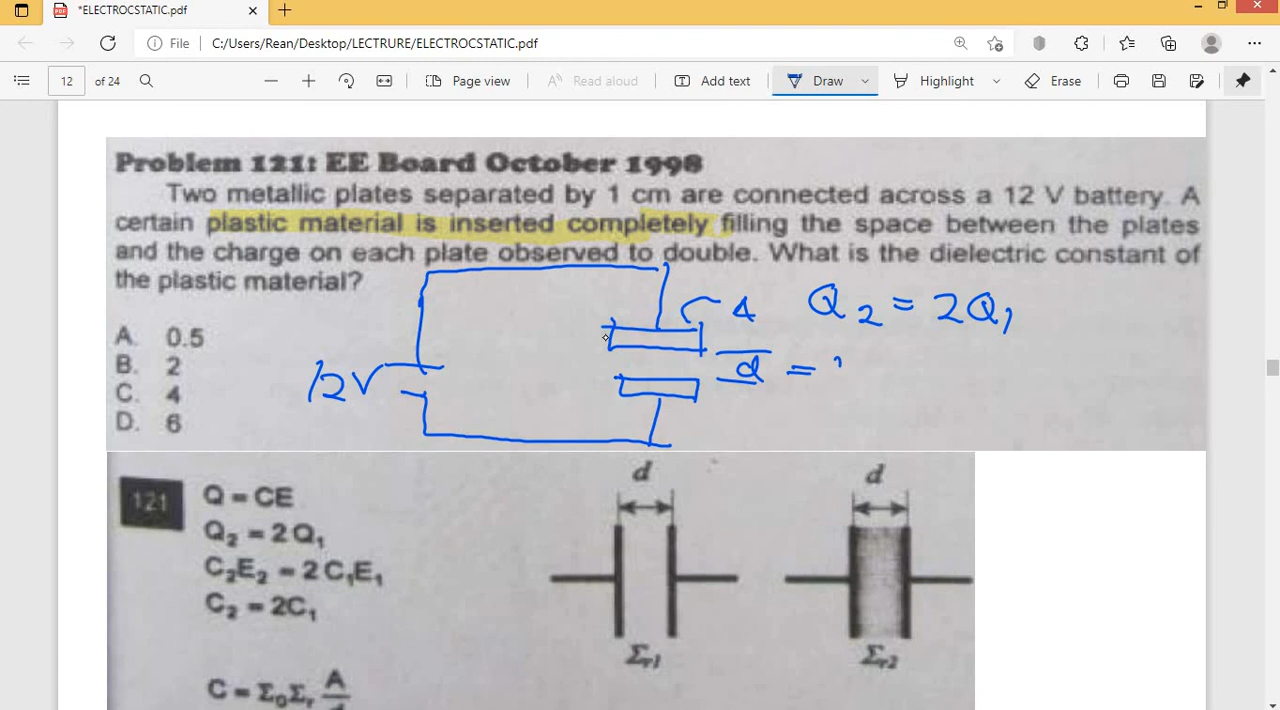 *ELECTROCSTATIC.pdf
File C:/Users/Rean/Desktop/LECTRURE/ELECTROCSTATIC.pdf
12 of 24 Page view Read aloud Add text Draw Highlight Erase
Problem 121: EE Board October 1998
Two metallic plates separated by 1 cm are connected across a 12 V battery. A
certain plastic material is inserted completely filling the space between the plates
and the charge on each plate observed to double. What is the dielectric constant of
the plastic material?
A. 0.5
B. 2
C. 4
D. 6
12V
A
Q2 = 2Q1
d =
121
Q = CE
Q2 = 2Q1
C2E2 = 2C1E1
C2 = 2C1
C = Σ0Σr A
d
d
Σr1
Σr2